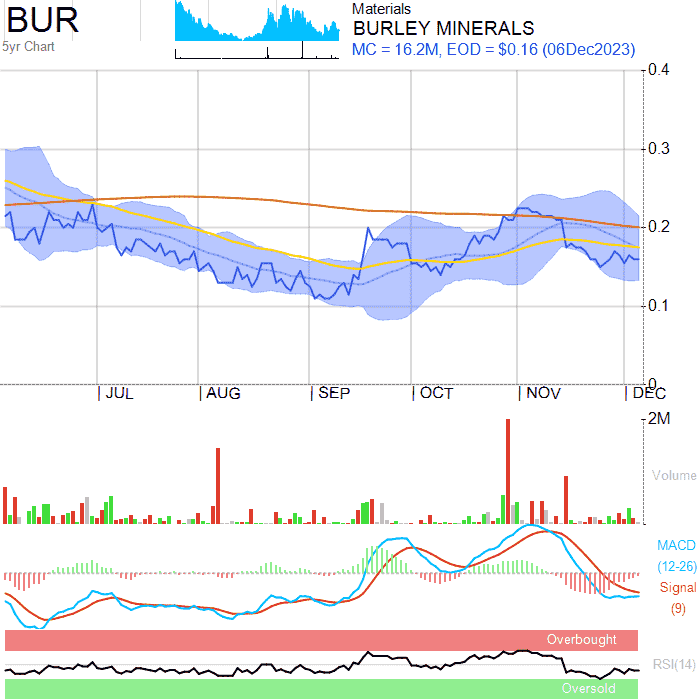 BUR
5yr Chart
Materials
BURLEY MINERALS
MC = 16.2M, EOD = $0.16 (06Dec2023)
0.4
0.3
0.2
0.1
0
JUL
AUG
SEP
OCT
NOV
DEC
2M
Volume
MACD
(12-26)
Signal
(9)
Overbought
RSI(14)
Oversold